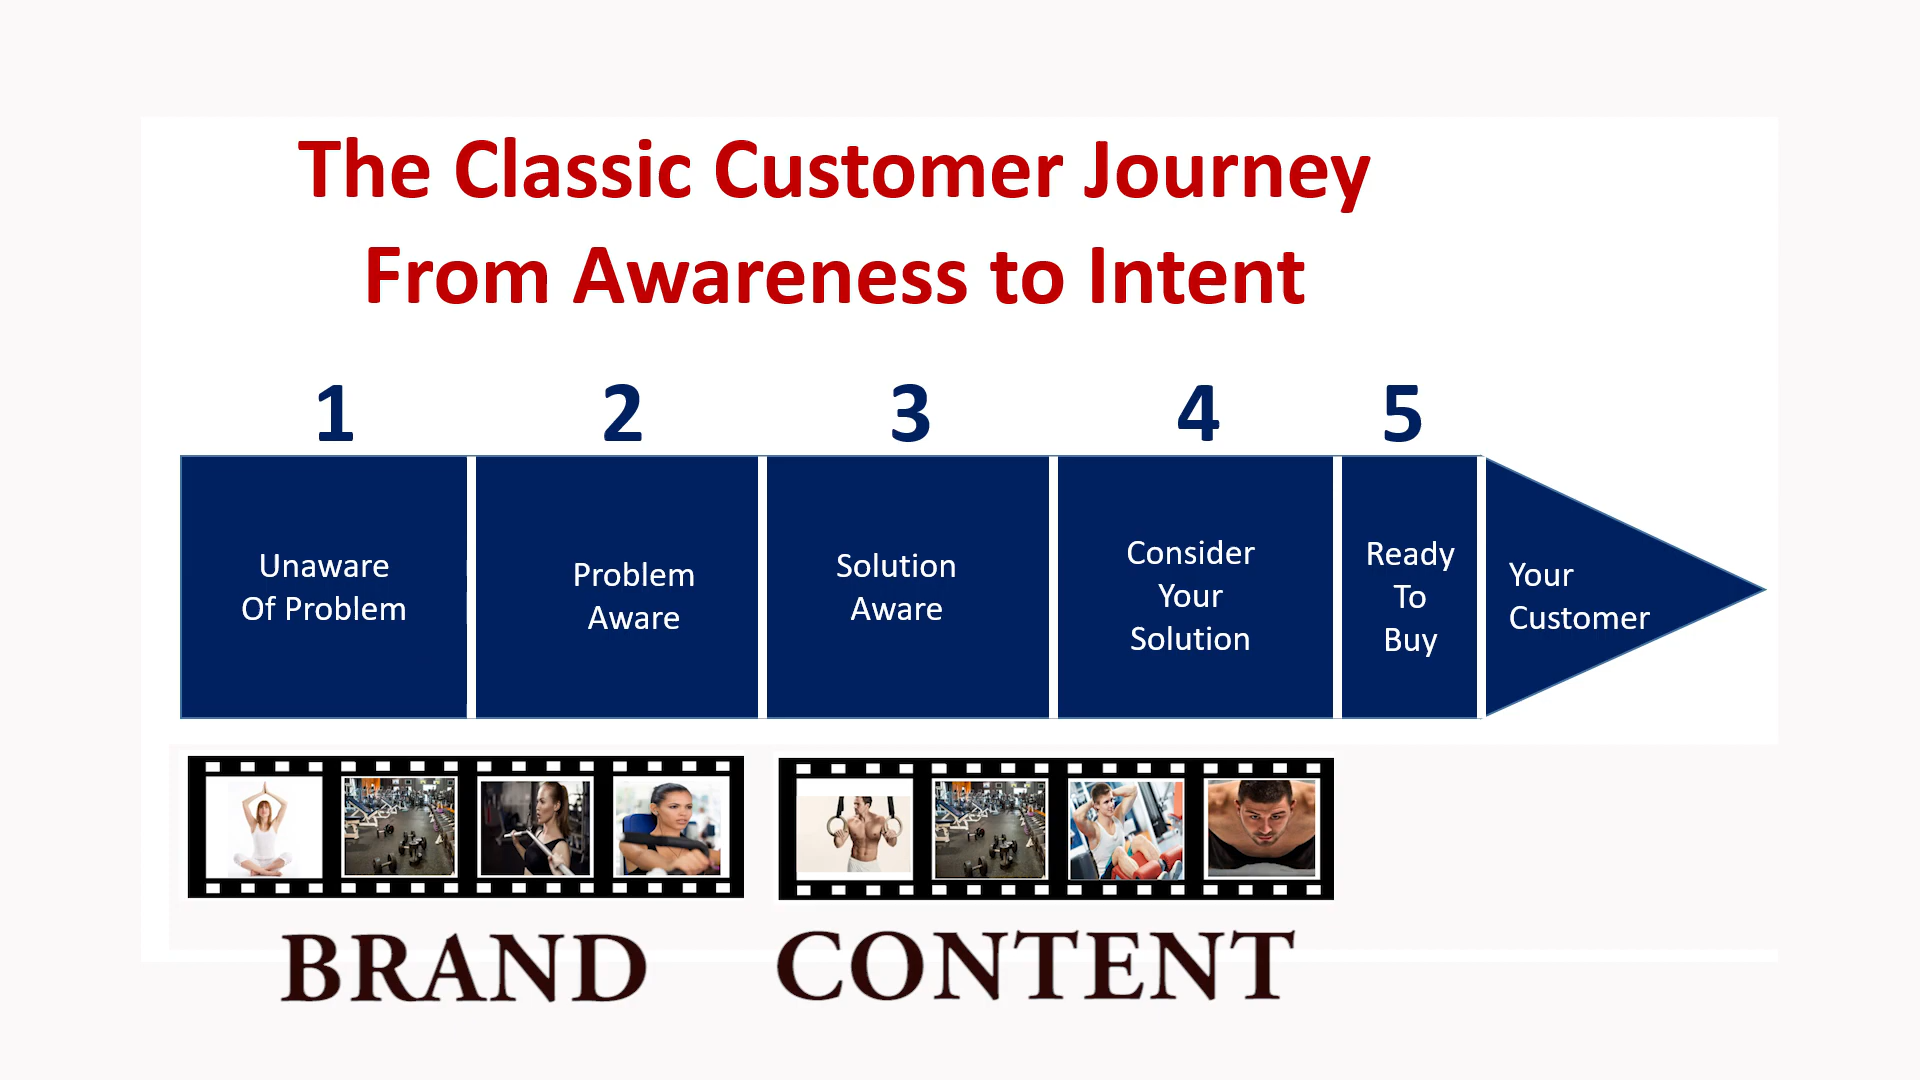 The Classic Customer Journey
From Awareness to Intent
1 2 3 4 5
Unaware
Of Problem
Problem
Aware
Solution
Aware
Consider
Your
Solution
Ready
To
Buy
Your
Customer
BRAND CONTENT